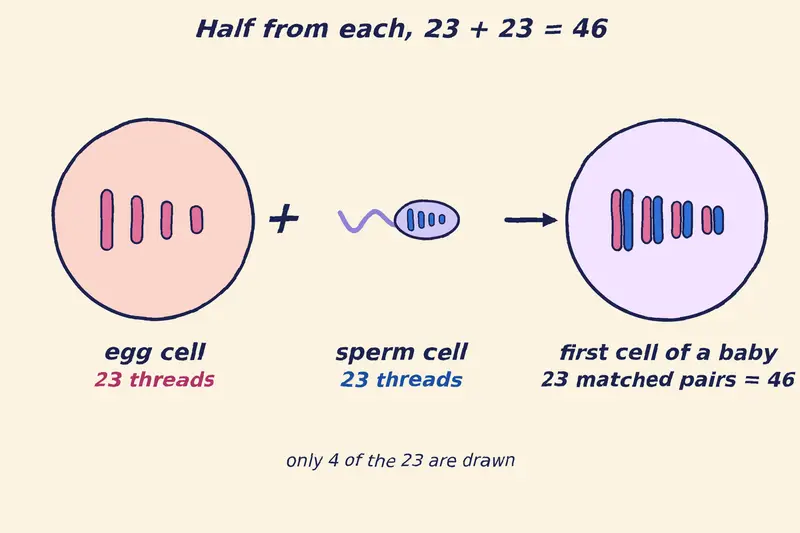 Half from each, 23 + 23 = 46
+
egg cell
23 threads
sperm cell
23 threads
first cell of a baby
23 matched pairs = 46
only 4 of the 23 are drawn